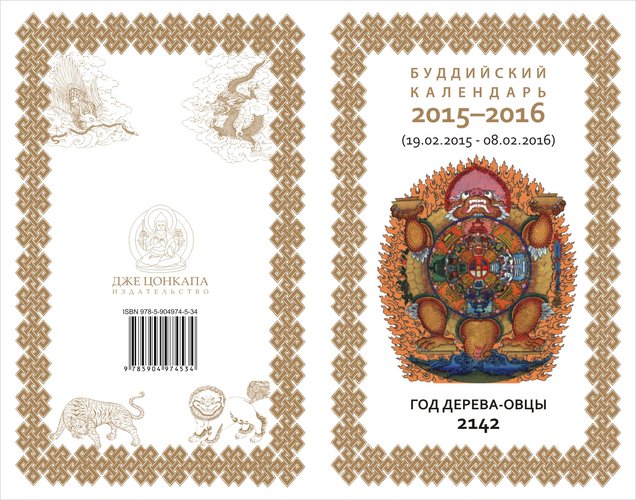 ДЖЕ ЦОНКАПА
ИЗДАТЕЛЬСТВО
ISBN 978-5-904974-5-34
9 785904 974534
БУДДИЙСКИЙ
КАЛЕНДАРЬ
2015–2016
(19.02.2015 - 08.02.2016)
ГОД ДЕРЕВА-ОВЦЫ
2142